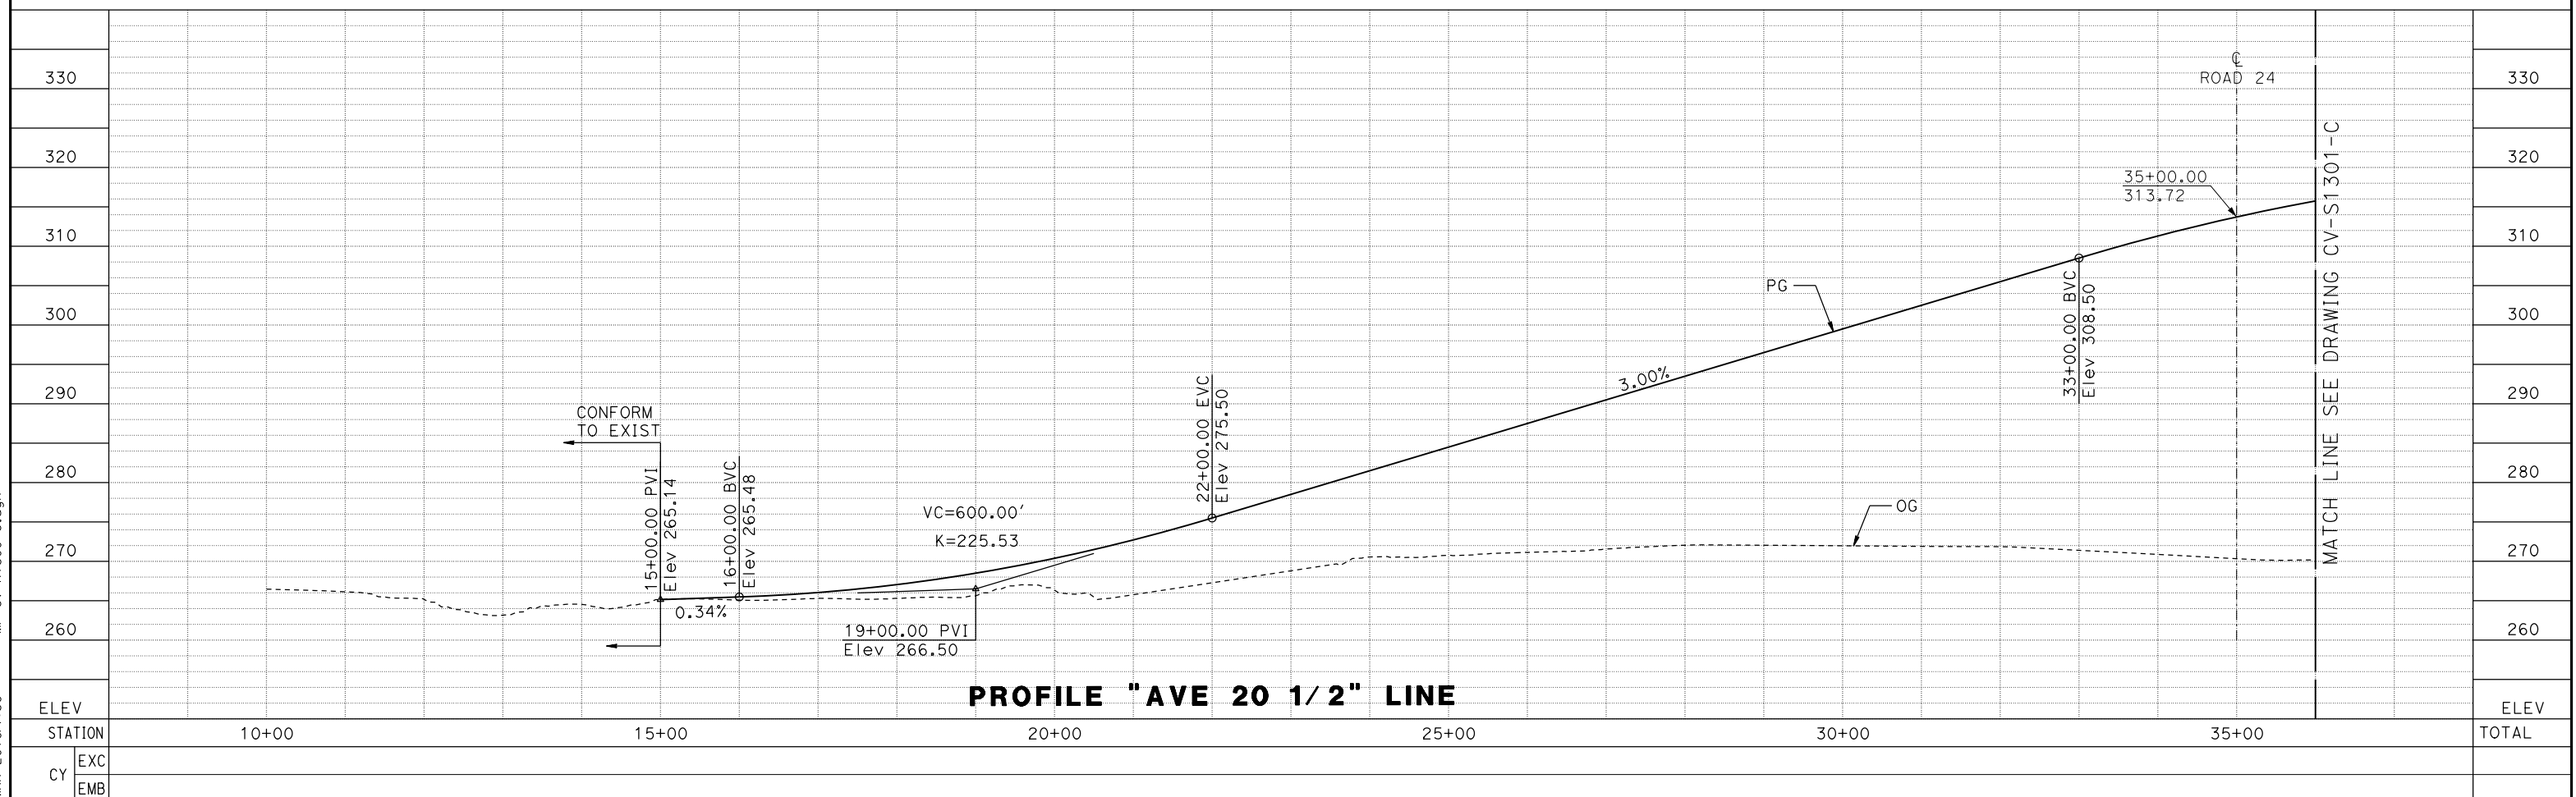 ℄
ROAD 24
330
330
320
320
310
310
300
300
290
290
280
280
270
270
260
260
ELEV
ELEV
35+00.00
313.72
MATCH LINE SEE DRAWING CV-S1301-C
PG
33+00.00 BVC
Elev 308.50
3.00%
22+00.00 EVC
Elev 275.50
CONFORM
TO EXIST
15+00.00 PVI
Elev 265.14
16+00.00 BVC
Elev 265.48
VC=600.00'
K=225.53
OG
0.34%
19+00.00 PVI
Elev 266.50
PROFILE "AVE 20 1/2" LINE
STATION 10+00 15+00 20+00 25+00 30+00 35+00 TOTAL
CY
EXC
EMB